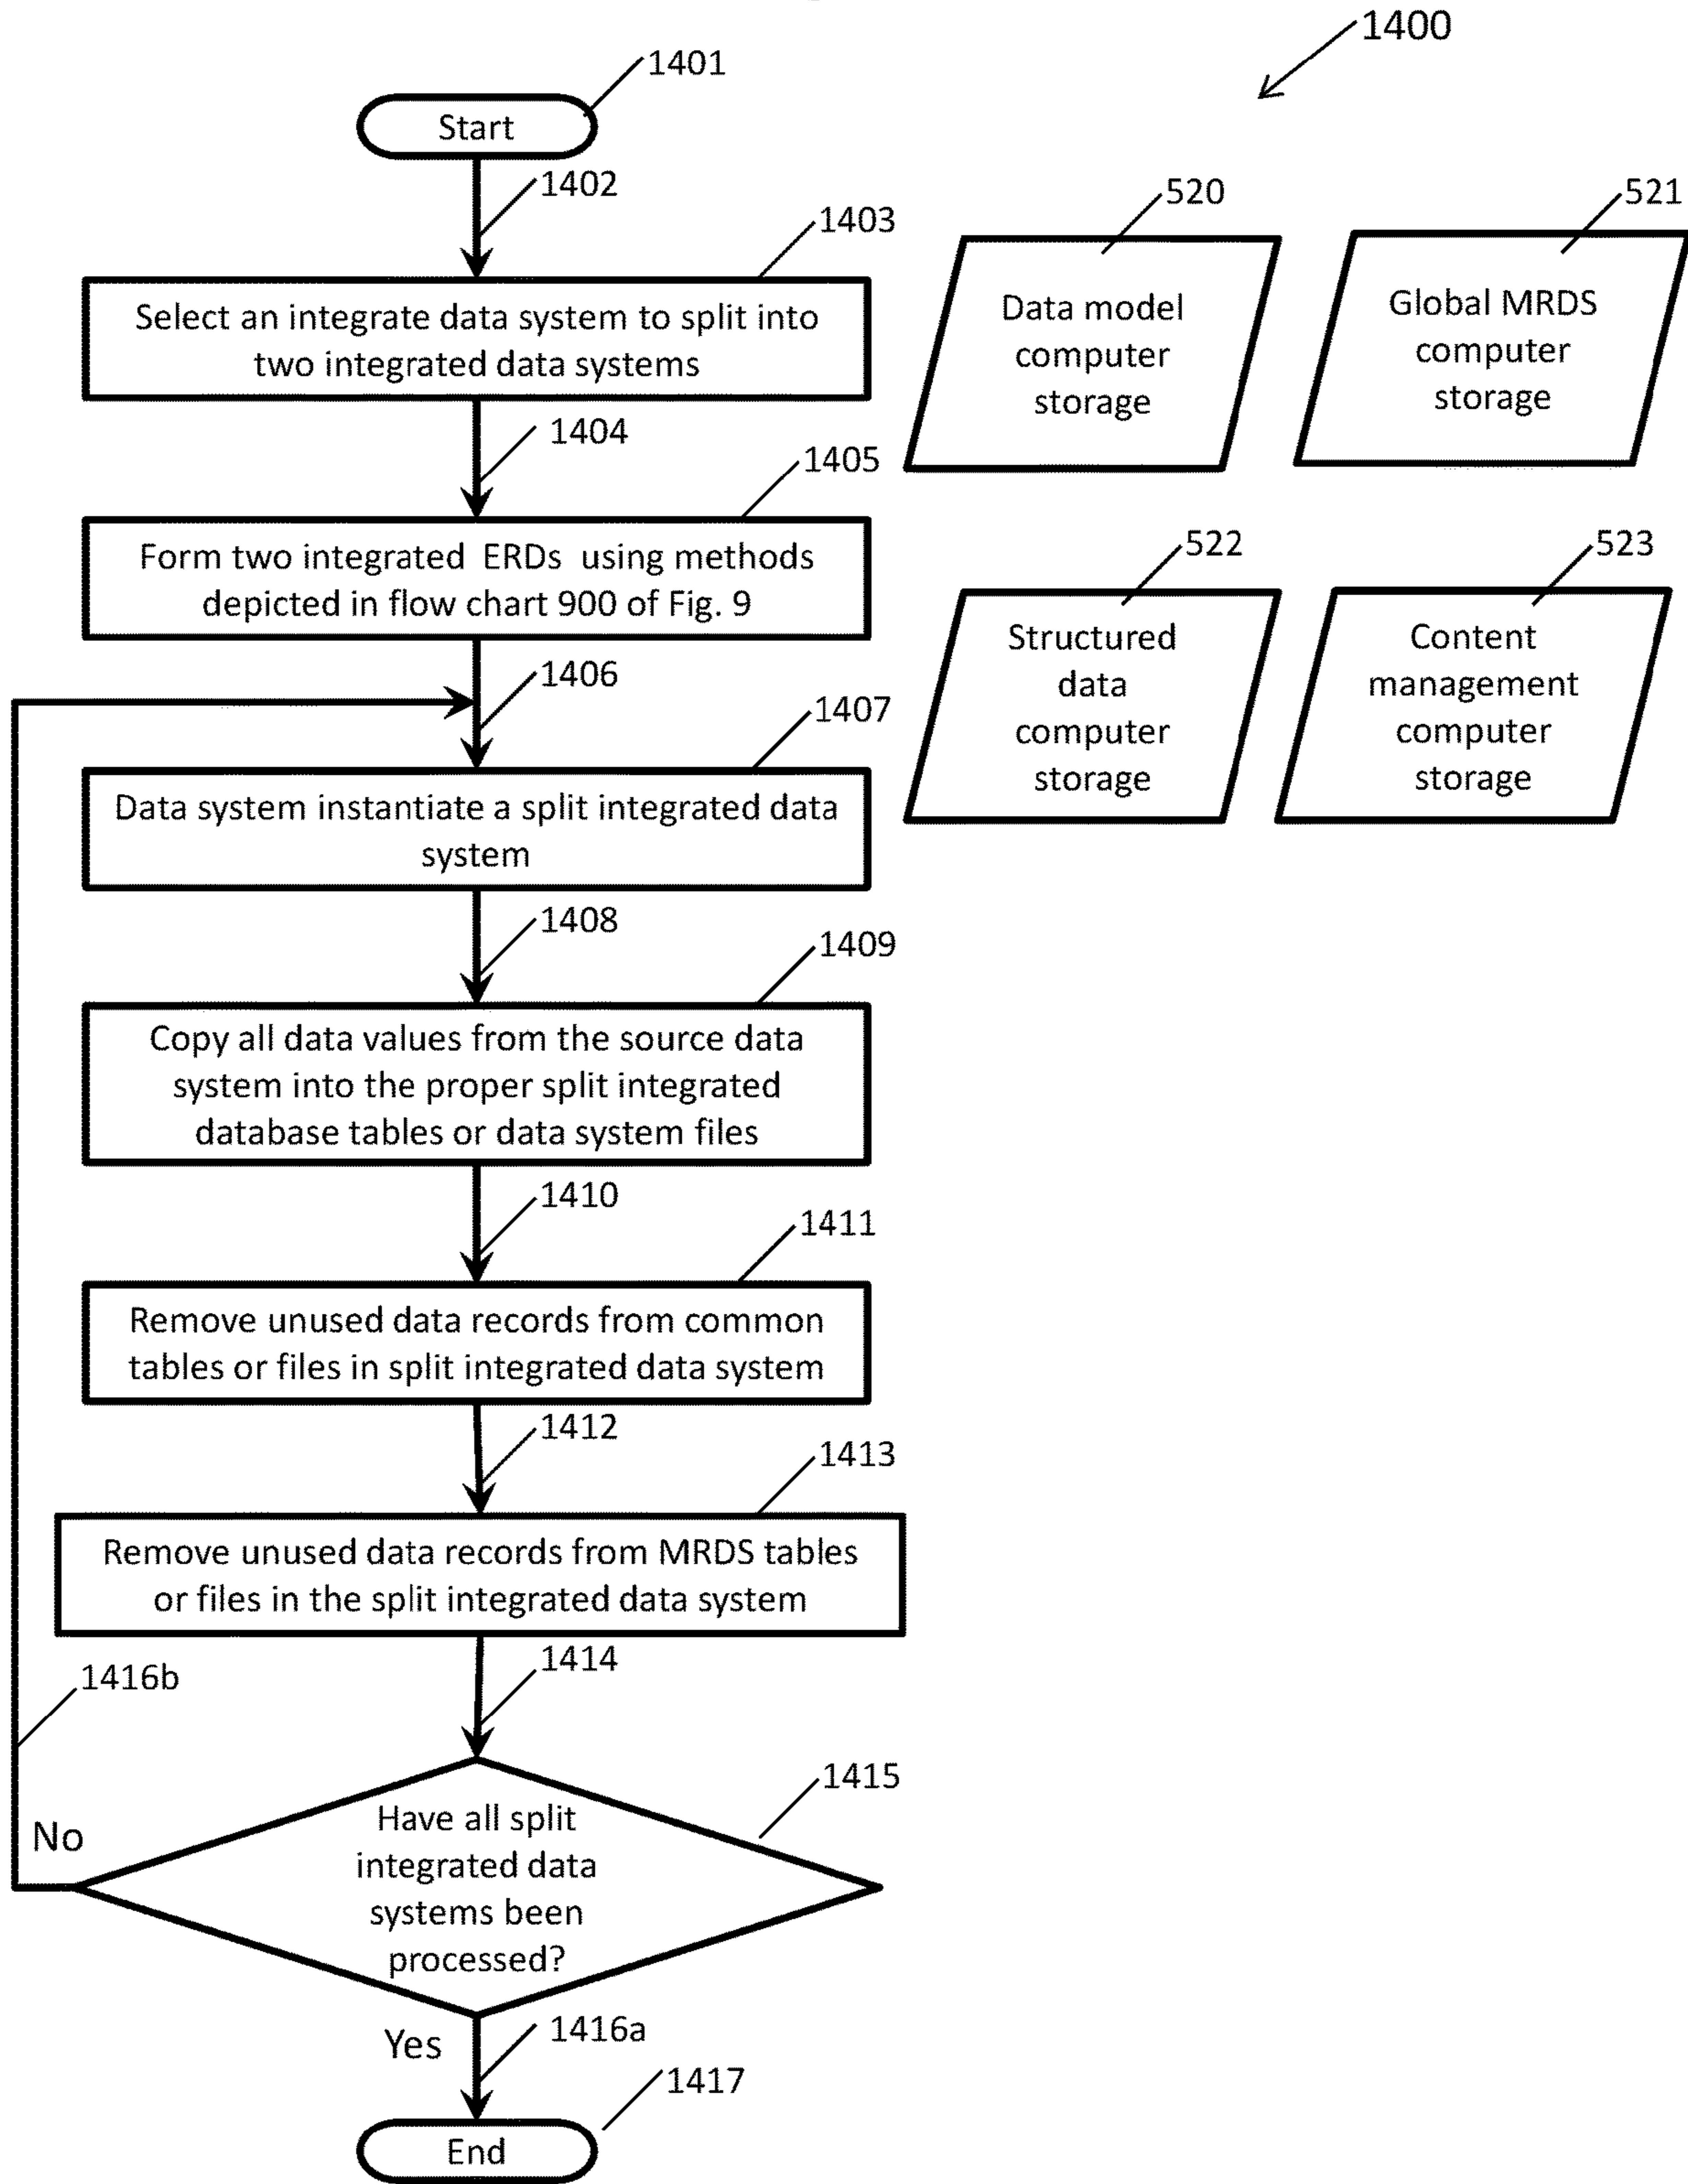 1400
1401
Start
1402
1403
Select an integrate data system to split into
two integrated data systems
1404
1405
Form two integrated ERDs using methods
depicted in flow chart 900 of Fig. 9
1406
1407
Data system instantiate a split integrated data
system
1408
1409
Copy all data values from the source data
system into the proper split integrated
database tables or data system files
1410
1411
Remove unused data records from common
tables or files in split integrated data system
1412
1413
Remove unused data records from MRDS tables
or files in the split integrated data system
1414
1416b
1415
Have all split
integrated data
systems been
processed?
No
Yes
1416a
1417
End
520
Data model
computer
storage
521
Global MRDS
computer
storage
522
Structured
data
computer
storage
523
Content
management
computer
storage